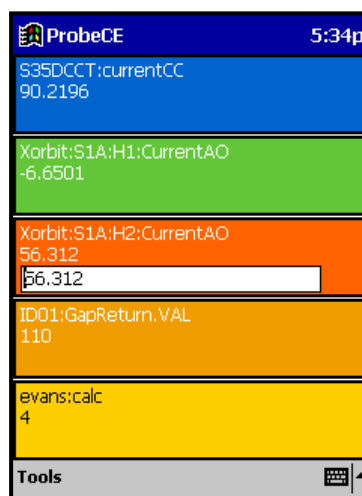 ProbeCE 5:34p
S35DCCT:currentCC
90.2196
Xorbit:S1A:H1:CurrentAO
-6.6501
Xorbit:S1A:H2:CurrentAO
56.312
56.312
ID01:GapReturn.VAL
110
evans:calc
4
Tools